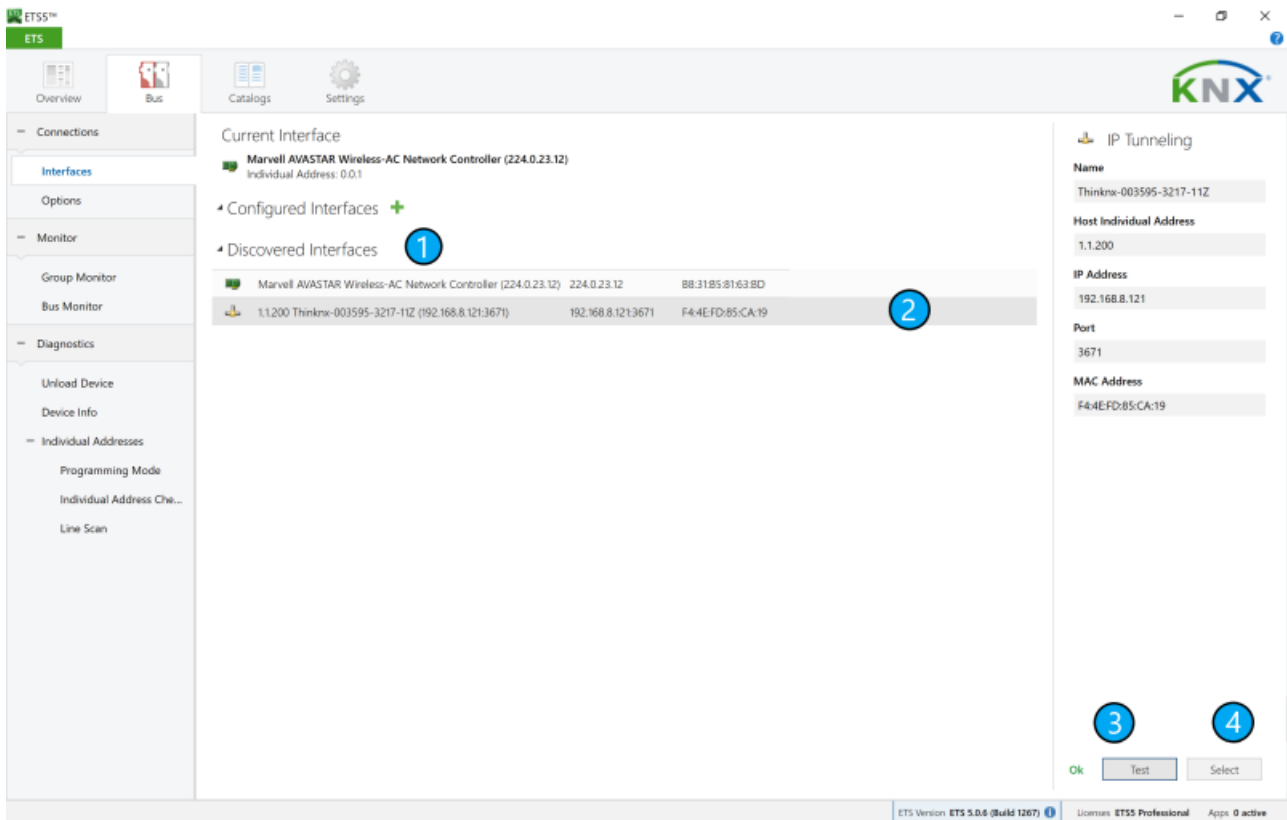 ETS5™
ETS
Overview
Bus
Catalogs
Settings
KNX
Connections
Interfaces
Options
Monitor
Group Monitor
Bus Monitor
Diagnostics
Unload Device
Device Info
Individual Addresses
Programming Mode
Individual Address Che...
Line Scan
Current Interface
Marvell AVASTAR Wireless-AC Network Controller (224.0.23.12)
Individual Address: 0.0.1
Configured Interfaces
Discovered Interfaces
1
Marvell AVASTAR Wireless-AC Network Controller (224.0.23.12) 224.0.23.12 B8:31:B5:81:63:BD
1.1.200 Thinknx-003595-3217-11Z (192.168.8.121:3671) 192.168.8.121:3671 F4:4E:FD:85:CA:19
2
IP Tunneling
Name
Thinknx-003595-3217-11Z
Host Individual Address
1.1.200
IP Address
192.168.8.121
Port
3671
MAC Address
F4:4E:FD:85:CA:19
3
4
Ok Test Select
ETS Version ETS 5.0.6 (Build 1267) Licenses ETS5 Professional Apps 0 active